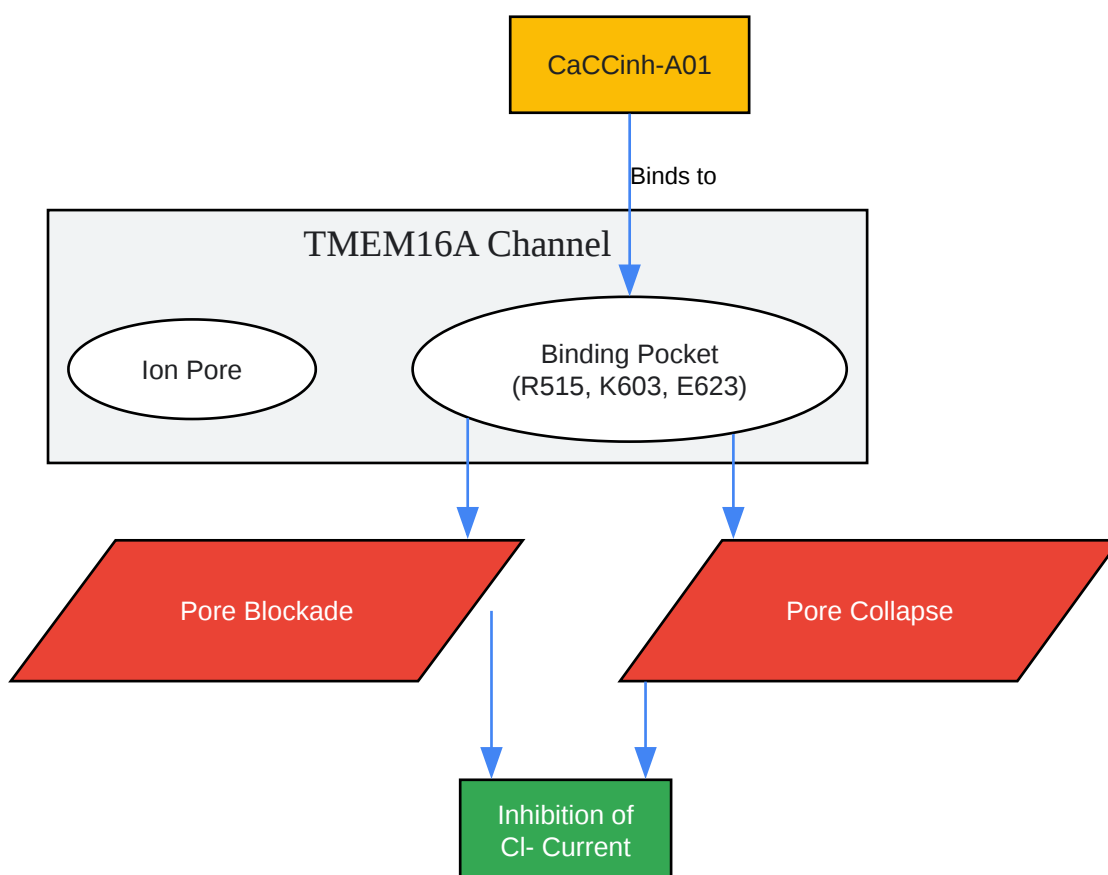 CaCCinh-A01
Binds to
TMEM16A Channel
Ion Pore
Binding Pocket
(R515, K603, E623)
Pore Blockade
Pore Collapse
Inhibition of
Cl- Current